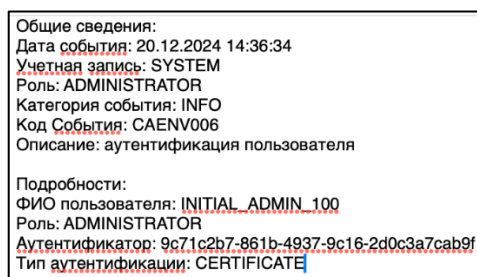 Общие сведения:
Дата события: 20.12.2024 14:36:34
Учетная запись: SYSTEM
Роль: ADMINISTRATOR
Категория события: INFO
Код События: CAENV006
Описание: аутентификация пользователя
Подробности:
ФИО пользователя: INITIAL_ADMIN_100
Роль: ADMINISTRATOR
Аутентификатор: 9c71c2b7-861b-4937-9c16-2d0c3a7cab9f
Тип аутентификации: CERTIFICATE